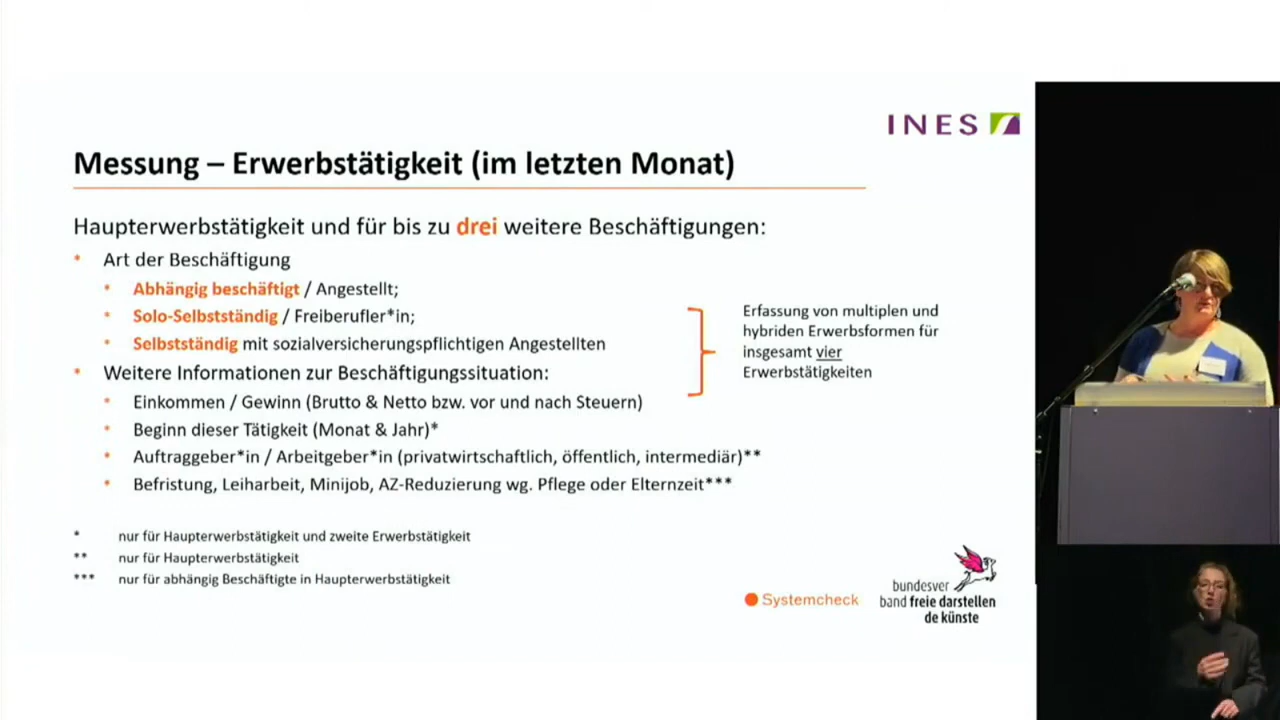 INES
Messung – Erwerbstätigkeit (im letzten Monat)
Haupterwerbstätigkeit und für bis zu drei weitere Beschäftigungen:
• Art der Beschäftigung
• Abhängig beschäftigt / Angestellt;
• Solo-Selbstständig / Freiberufler*in;
• Selbstständig mit sozialversicherungspflichtigen Angestellten
• Weitere Informationen zur Beschäftigungssituation:
• Einkommen / Gewinn (Brutto & Netto bzw. vor und nach Steuern)
• Beginn dieser Tätigkeit (Monat & Jahr)*
• Auftraggeber*in / Arbeitgeber*in (privatwirtschaftlich, öffentlich, intermediär)**
• Befristung, Leiharbeit, Minijob, AZ-Reduzierung wg. Pflege oder Elternzeit***
Erfassung von multiplen und
hybriden Erwerbsformen für
insgesamt vier
Erwerbstätigkeiten
* nur für Haupterwerbstätigkeit und zweite Erwerbstätigkeit
** nur für Haupterwerbstätigkeit
*** nur für abhängig Beschäftigte in Haupterwerbstätigkeit
Systemcheck
bundesver
band freie darstellen
de künste